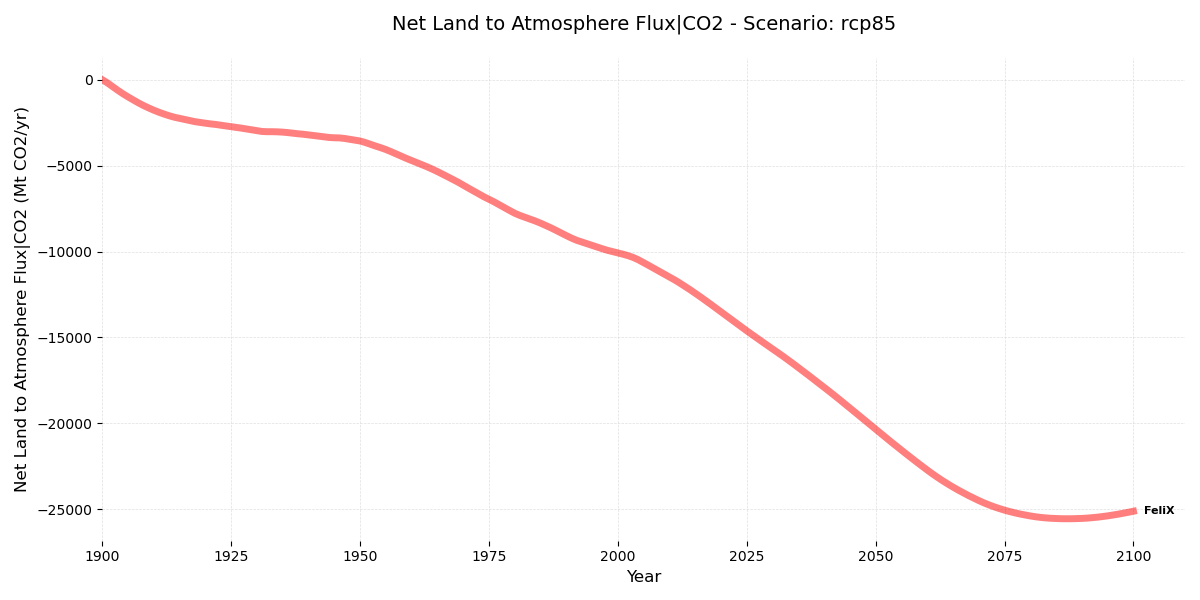 Net Land to Atmosphere Flux|CO2 - Scenario: rcp85
Net Land to Atmosphere Flux|CO2 (Mt CO2/yr)
0
−5000
−10000
−15000
−20000
−25000
FeliX
1900 1925 1950 1975 2000 2025 2050 2075 2100
Year